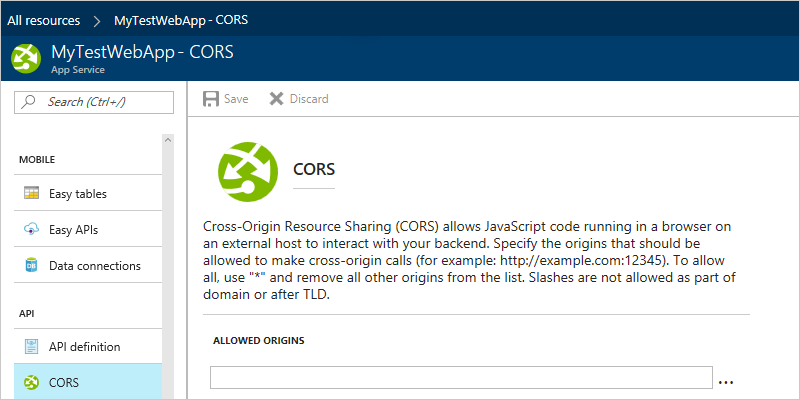 All resources > MyTestWebApp - CORS
MyTestWebApp - CORS
App Service
Search (Ctrl+/)
Save Discard
MOBILE
Easy tables
Easy APIs
DB Data connections
API
API definition
CORS
CORS
Cross-Origin Resource Sharing (CORS) allows JavaScript code running in a browser on
an external host to interact with your backend. Specify the origins that should be
allowed to make cross-origin calls (for example: http://example.com:12345). To allow
all, use "*" and remove all other origins from the list. Slashes are not allowed as part of
domain or after TLD.
ALLOWED ORIGINS
...